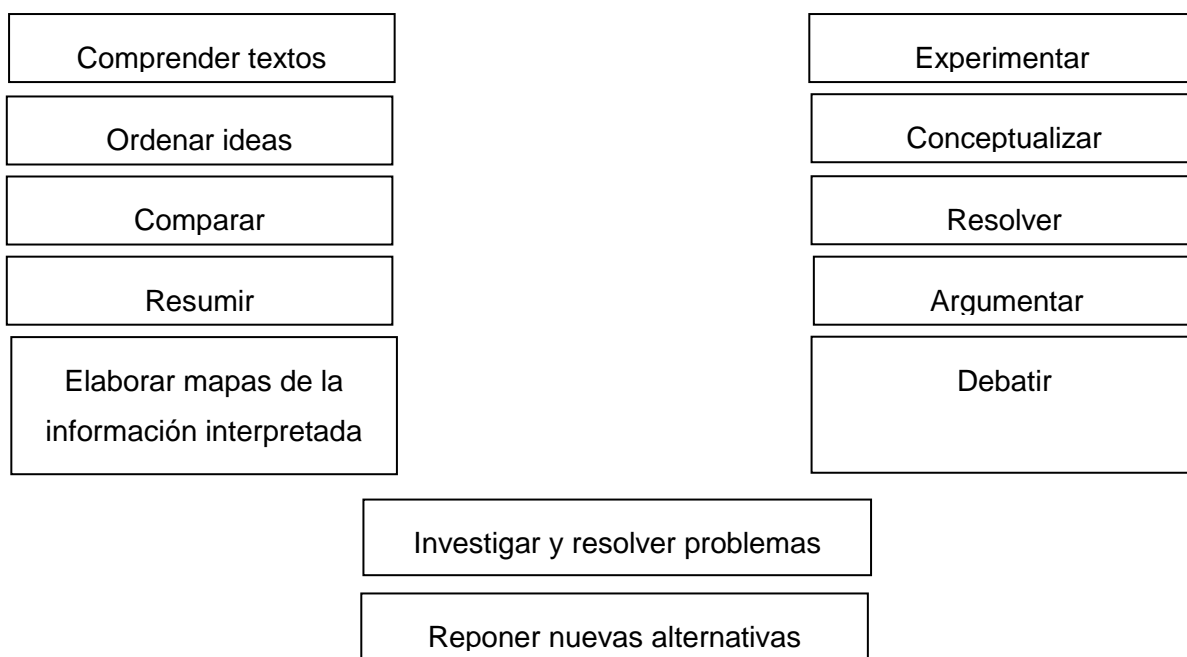 Comprender textos
Ordenar ideas
Comparar
Resumir
Elaborar mapas de la
información interpretada
Experimentar
Conceptualizar
Resolver
Argumentar
Debatir
Investigar y resolver problemas
Reponer nuevas alternativas